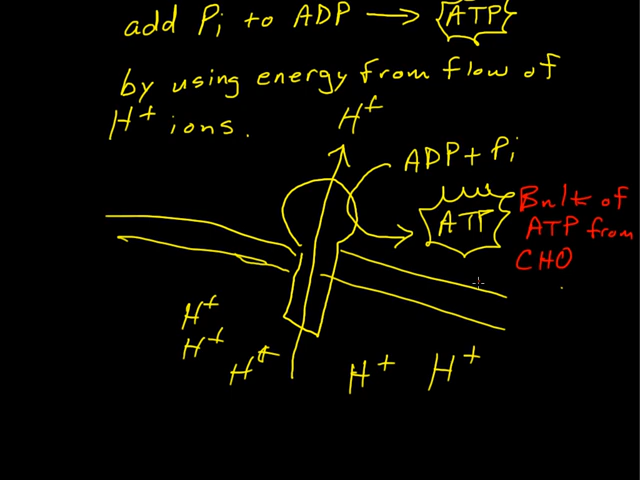 add Pi to ADP → ATP
by using energy from flow of
H+ ions.
H+
ADP + Pi
ATP
Bulk of
ATP from
CHO
H+
H+
H+
H+
H+